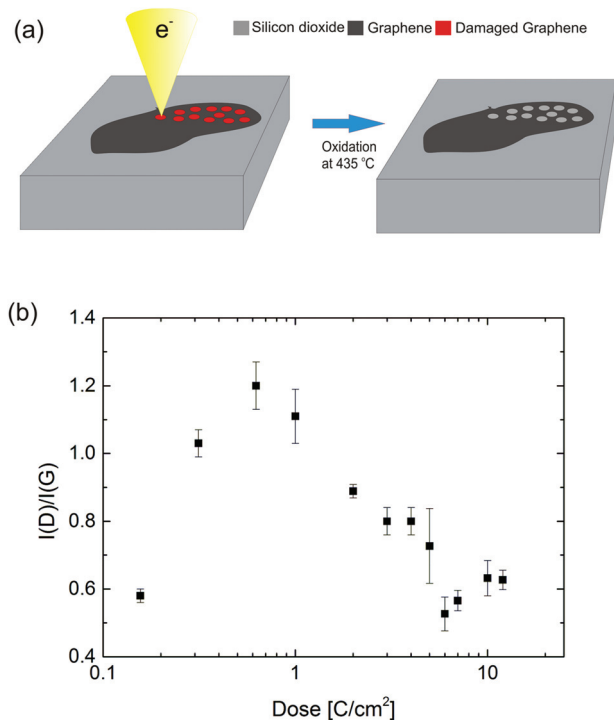 (a)
e-
Silicon dioxide
Graphene
Damaged Graphene
Oxidation
at 435 °C
(b)
1.4
1.2
1.0
0.8
0.6
0.4
I(D)/I(G)
0.1
1
10
Dose [C/cm²]